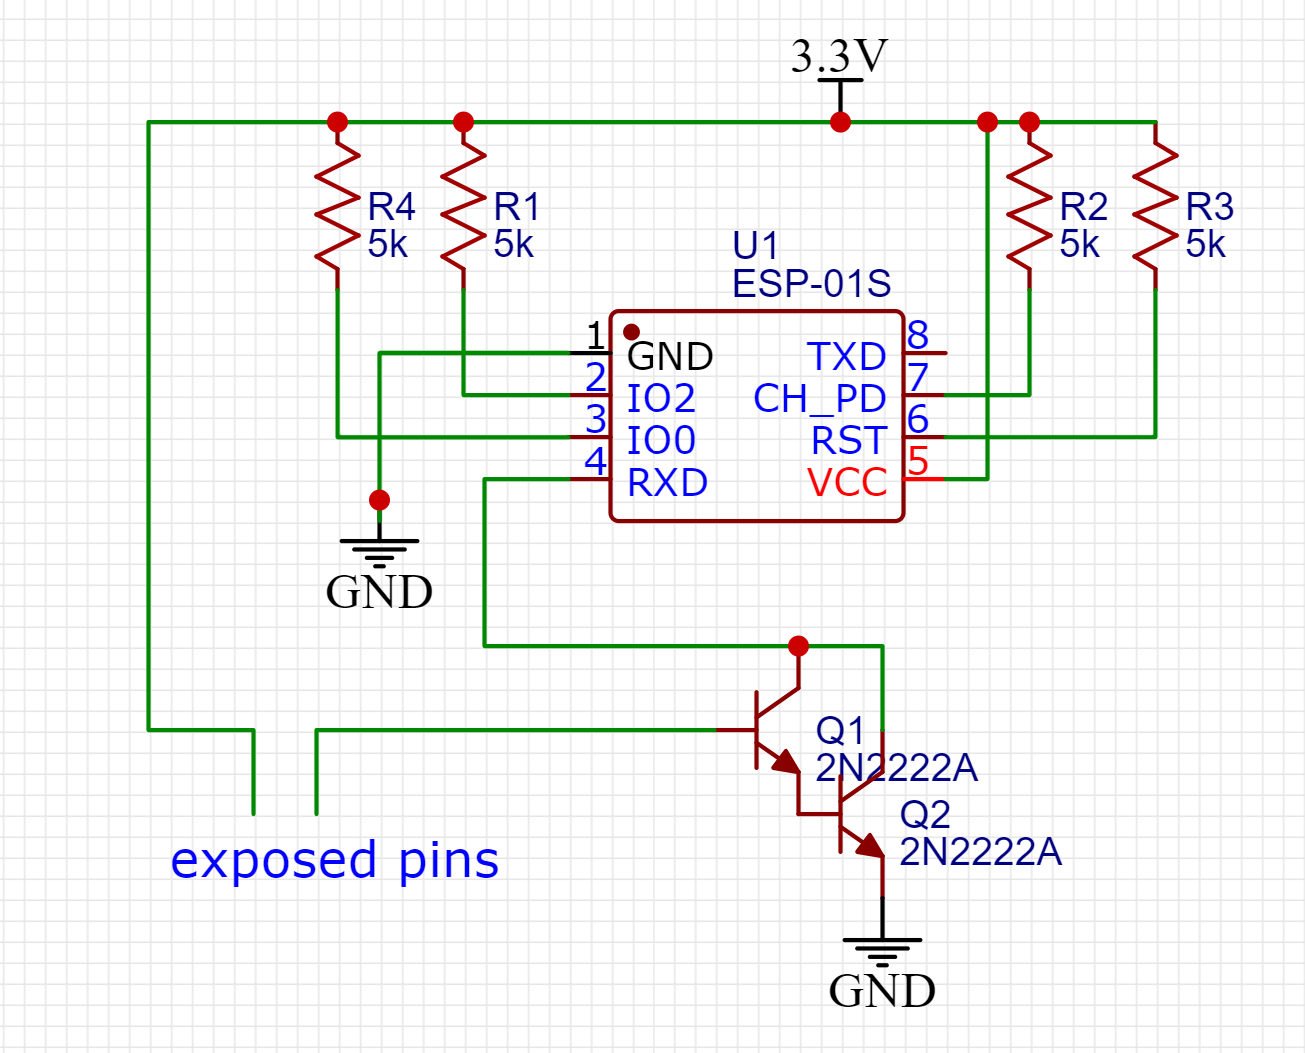 3.3V
R4
5k
R1
5k
R2
5k
R3
5k
U1
ESP-01S
1
GND
2
IO2
3
IO0
4
RXD
8
TXD
7
CH_PD
6
RST
5
VCC
GND
Q1
2N2222A
Q2
2N2222A
exposed pins
GND